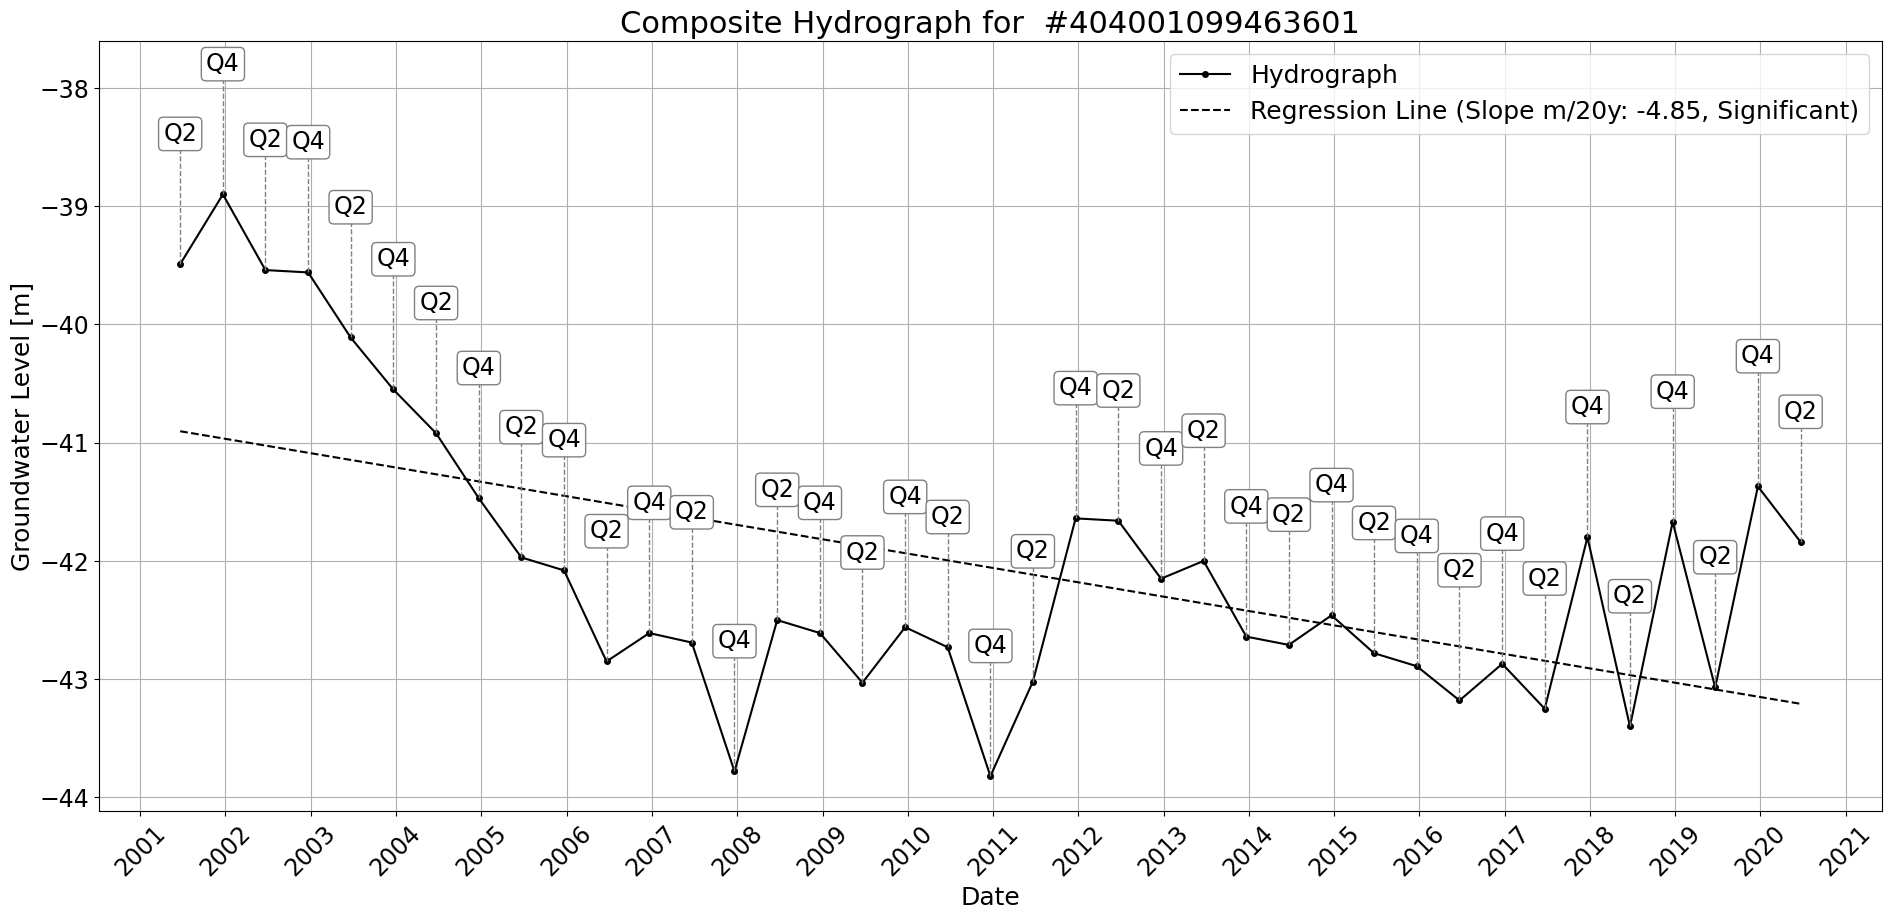 Composite Hydrograph for  #404001099463601
Hydrograph
Regression Line (Slope m/20y: -4.85, Significant)
Groundwater Level [m]
−38
−39
−40
−41
−42
−43
−44
Q2
Q4
Q2
Q4
Q2
Q4
Q2
Q4
Q2
Q4
Q2
Q4
Q2
Q4
Q2
Q4
Q2
Q4
Q2
Q4
Q2
Q4
Q2
Q4
Q2
Q4
Q2
Q4
Q2
Q4
Q2
Q4
Q2
Q4
Q2
Q4
Q2
Q4
Q2
2001
2002
2003
2004
2005
2006
2007
2008
2009
2010
2011
2012
2013
2014
2015
2016
2017
2018
2019
2020
2021
Date